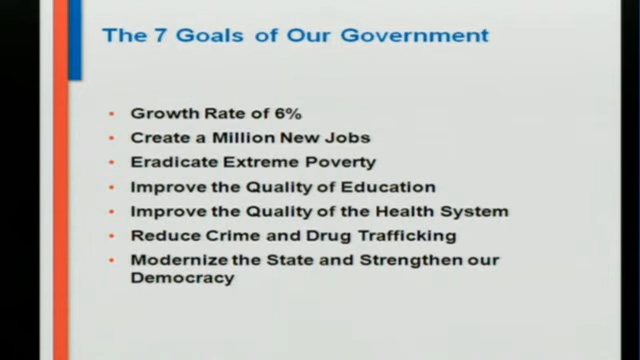 The 7 Goals of Our Government
• Growth Rate of 6%
• Create a Million New Jobs
• Eradicate Extreme Poverty
• Improve the Quality of Education
• Improve the Quality of the Health System
• Reduce Crime and Drug Trafficking
• Modernize the State and Strengthen our
Democracy